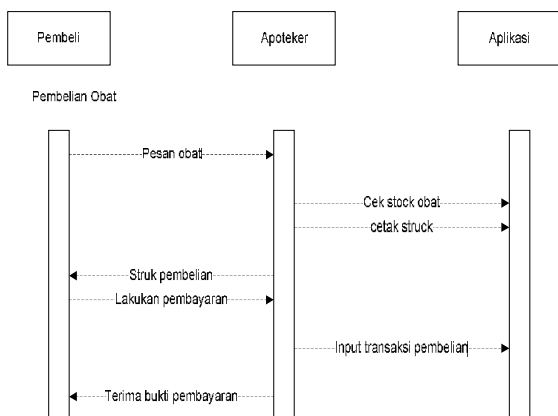 Pembeli
Apoteker
Aplikasi
Pembelian Obat
Pesan obat
Cek stock obat
cetak struck
Struk pembelian
Lakukan pembayaran
Input transaksi pembelian
Terima bukti pembayaran